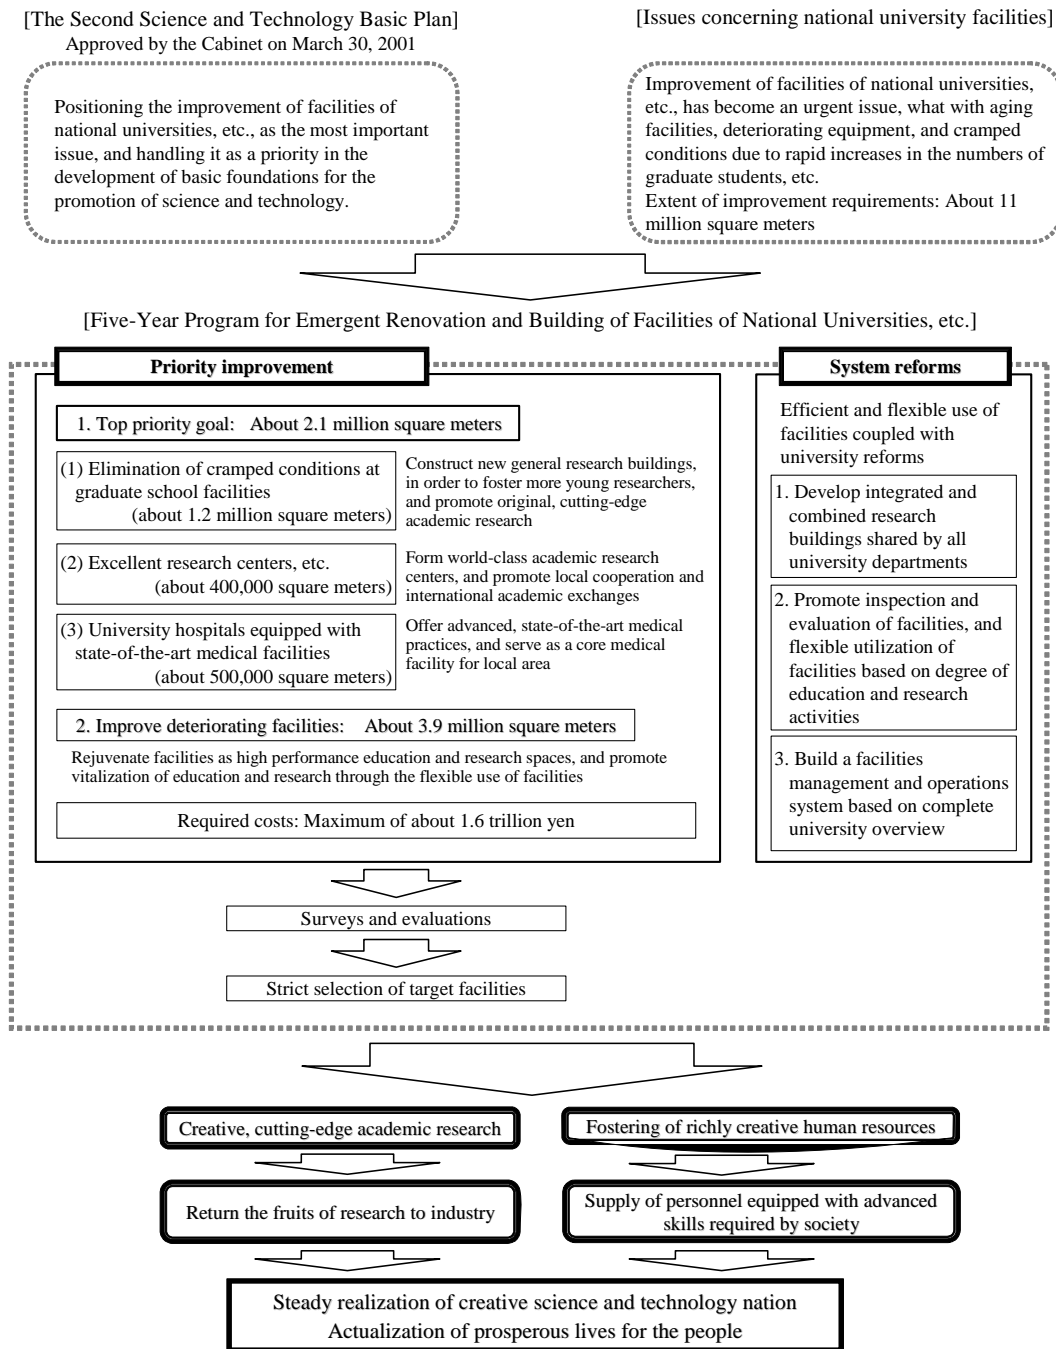 [The Second Science and Technology Basic Plan]
Approved by the Cabinet on March 30, 2001
Positioning the improvement of facilities of
national universities, etc., as the most important
issue, and handling it as a priority in the
development of basic foundations for the
promotion of science and technology.
[Issues concerning national university facilities]
Improvement of facilities of national universities,
etc., has become an urgent issue, what with aging
facilities, deteriorating equipment, and cramped
conditions due to rapid increases in the numbers of
graduate students, etc.
Extent of improvement requirements: About 11
million square meters
[Five-Year Program for Emergent Renovation and Building of Facilities of National Universities, etc.]
Priority improvement
1. Top priority goal: About 2.1 million square meters
(1) Elimination of cramped conditions at
graduate school facilities
(about 1.2 million square meters)
Construct new general research buildings,
in order to foster more young researchers,
and promote original, cutting-edge
academic research
(2) Excellent research centers, etc.
(about 400,000 square meters)
Form world-class academic research
centers, and promote local cooperation and
international academic exchanges
(3) University hospitals equipped with
state-of-the-art medical facilities
(about 500,000 square meters)
Offer advanced, state-of-the-art medical
practices, and serve as a core medical
facility for local area
2. Improve deteriorating facilities: About 3.9 million square meters
Rejuvenate facilities as high performance education and research spaces, and promote
vitalization of education and research through the flexible use of facilities
Required costs: Maximum of about 1.6 trillion yen
System reforms
Efficient and flexible use of
facilities coupled with
university reforms
1. Develop integrated and
combined research
buildings shared by all
university departments
2. Promote inspection and
evaluation of facilities, and
flexible utilization of
facilities based on degree of
education and research
activities
3. Build a facilities
management and operations
system based on complete
university overview
Surveys and evaluations
Strict selection of target facilities
Creative, cutting-edge academic research
Fostering of richly creative human resources
Return the fruits of research to industry
Supply of personnel equipped with advanced
skills required by society
Steady realization of creative science and technology nation
Actualization of prosperous lives for the people